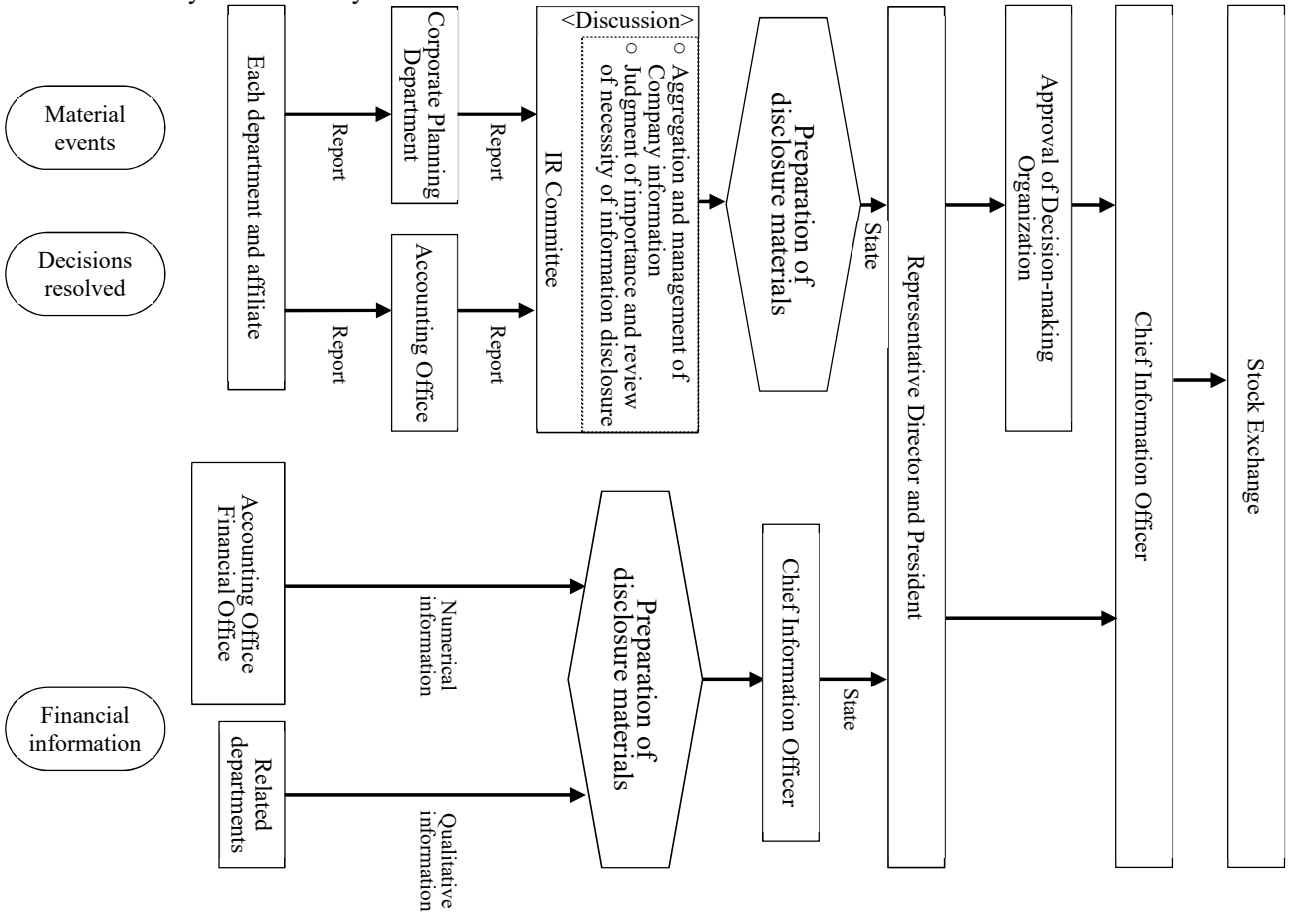 Material
events
Decisions
resolved
Financial
information
Each department and affiliate
Report
Report
Corporate Planning
Department
Accounting Office
Report
Report
<Discussion>
○ Aggregation and management of
Company information
○ Judgment of importance and review
of necessity of information disclosure
IR Committee
Preparation of
disclosure materials
State
Accounting Office
Financial Office
Related
departments
Numerical
information
Qualitative
information
Preparation of
disclosure materials
Chief Information Officer
State
Representative Director and President
Approval of Decision-making
Organization
Chief Information Officer
Stock Exchange